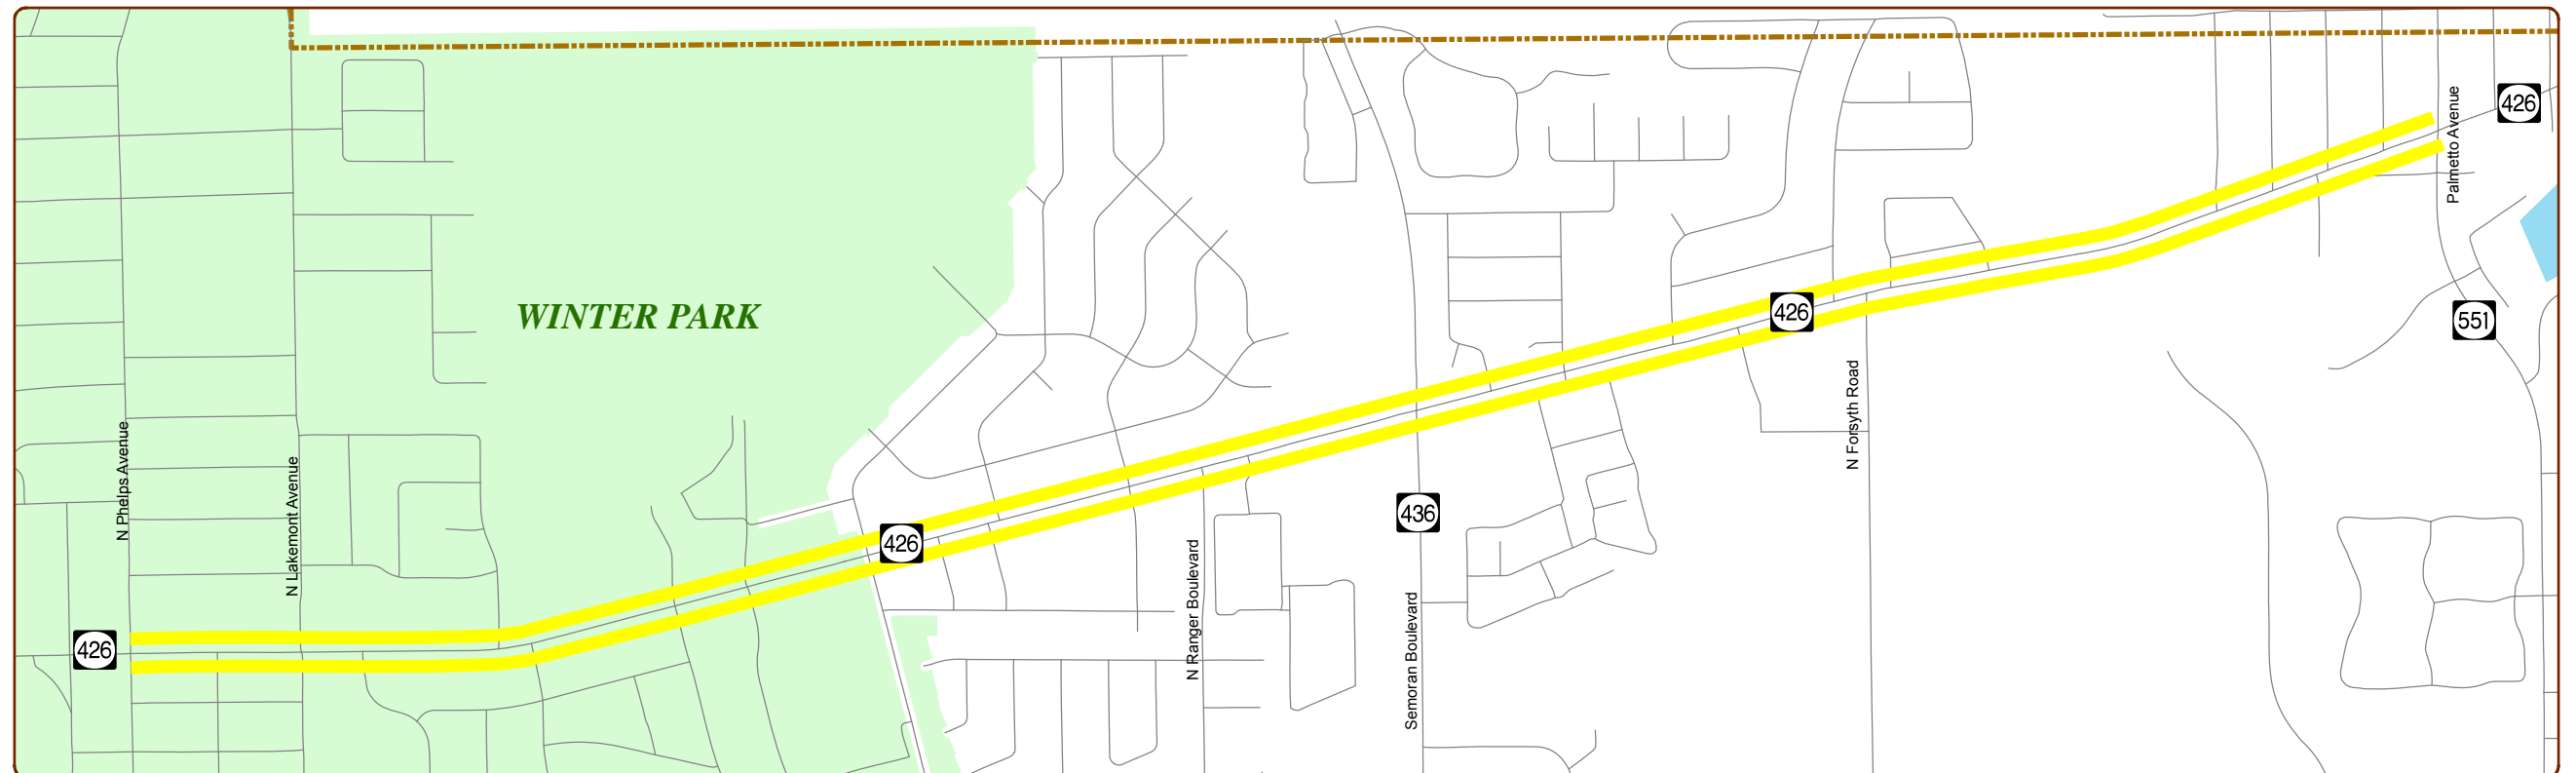 426
Palmetto Avenue
WINTER PARK
426
551
N Forsyth Road
N Phelps Avenue
N Lakemont Avenue
436
426
N Ranger Boulevard
Semoran Boulevard
426